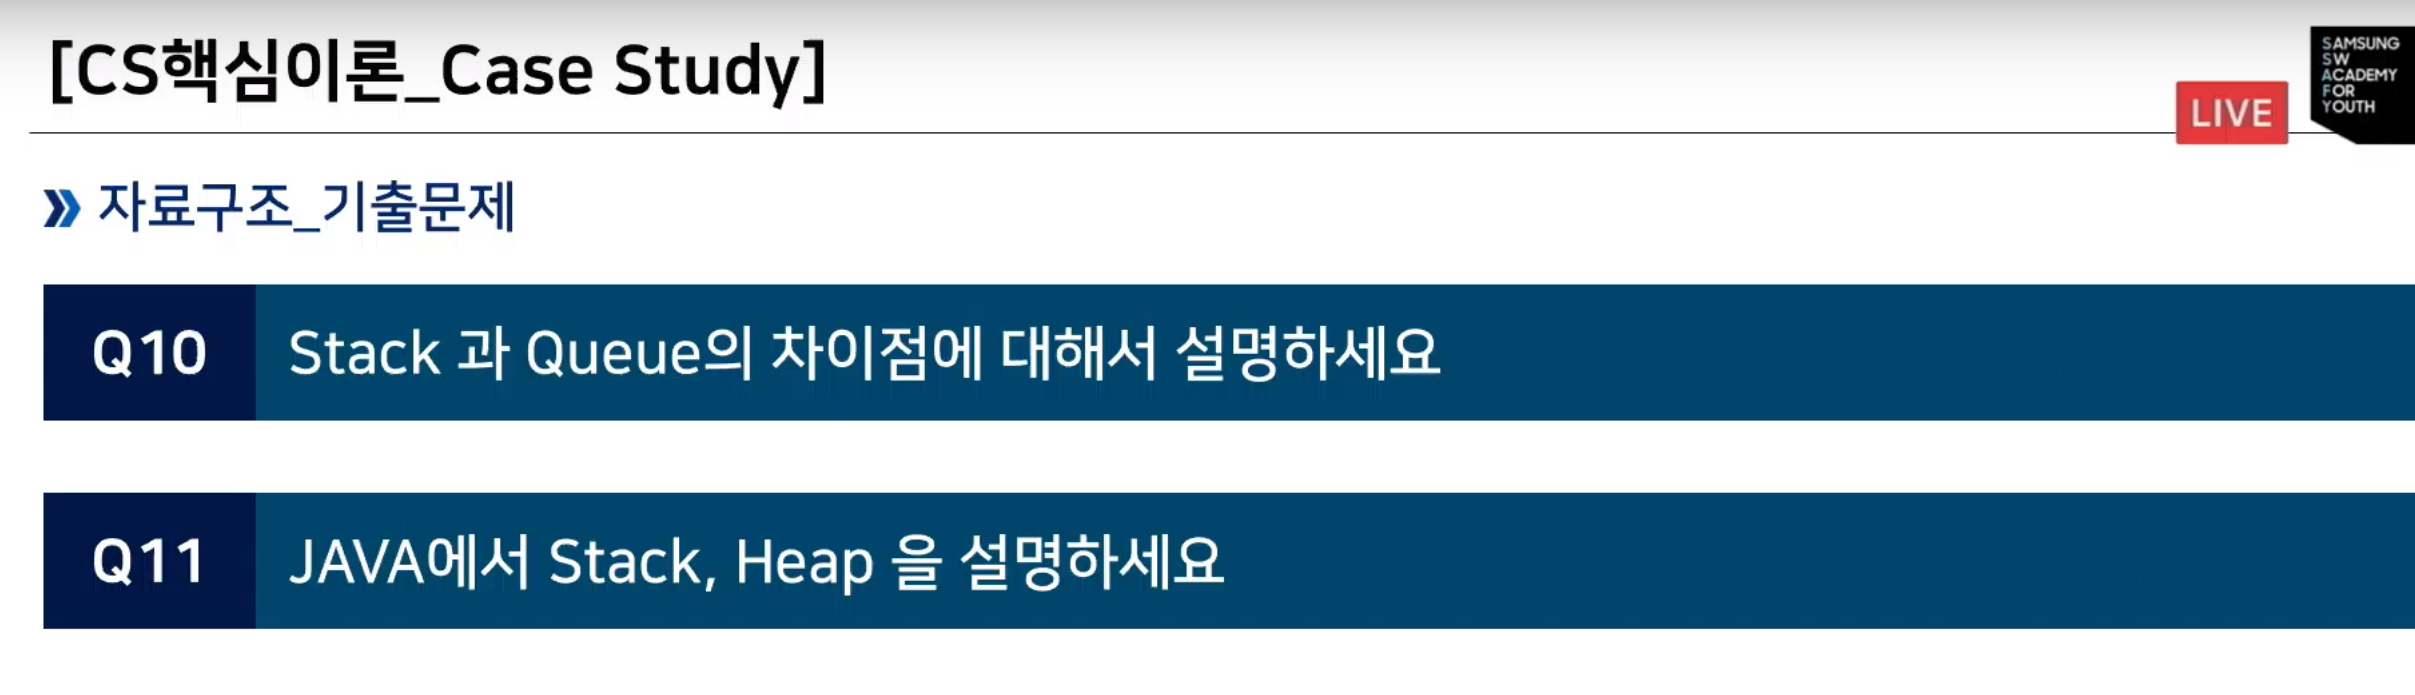 [CS핵심이론_Case Study]
SAMSUNG
SW
ACADEMY
FOR
YOUTH
LIVE
자료구조_기출문제
Q10 Stack 과 Queue의 차이점에 대해서 설명하세요
Q11 JAVA에서 Stack, Heap 을 설명하세요